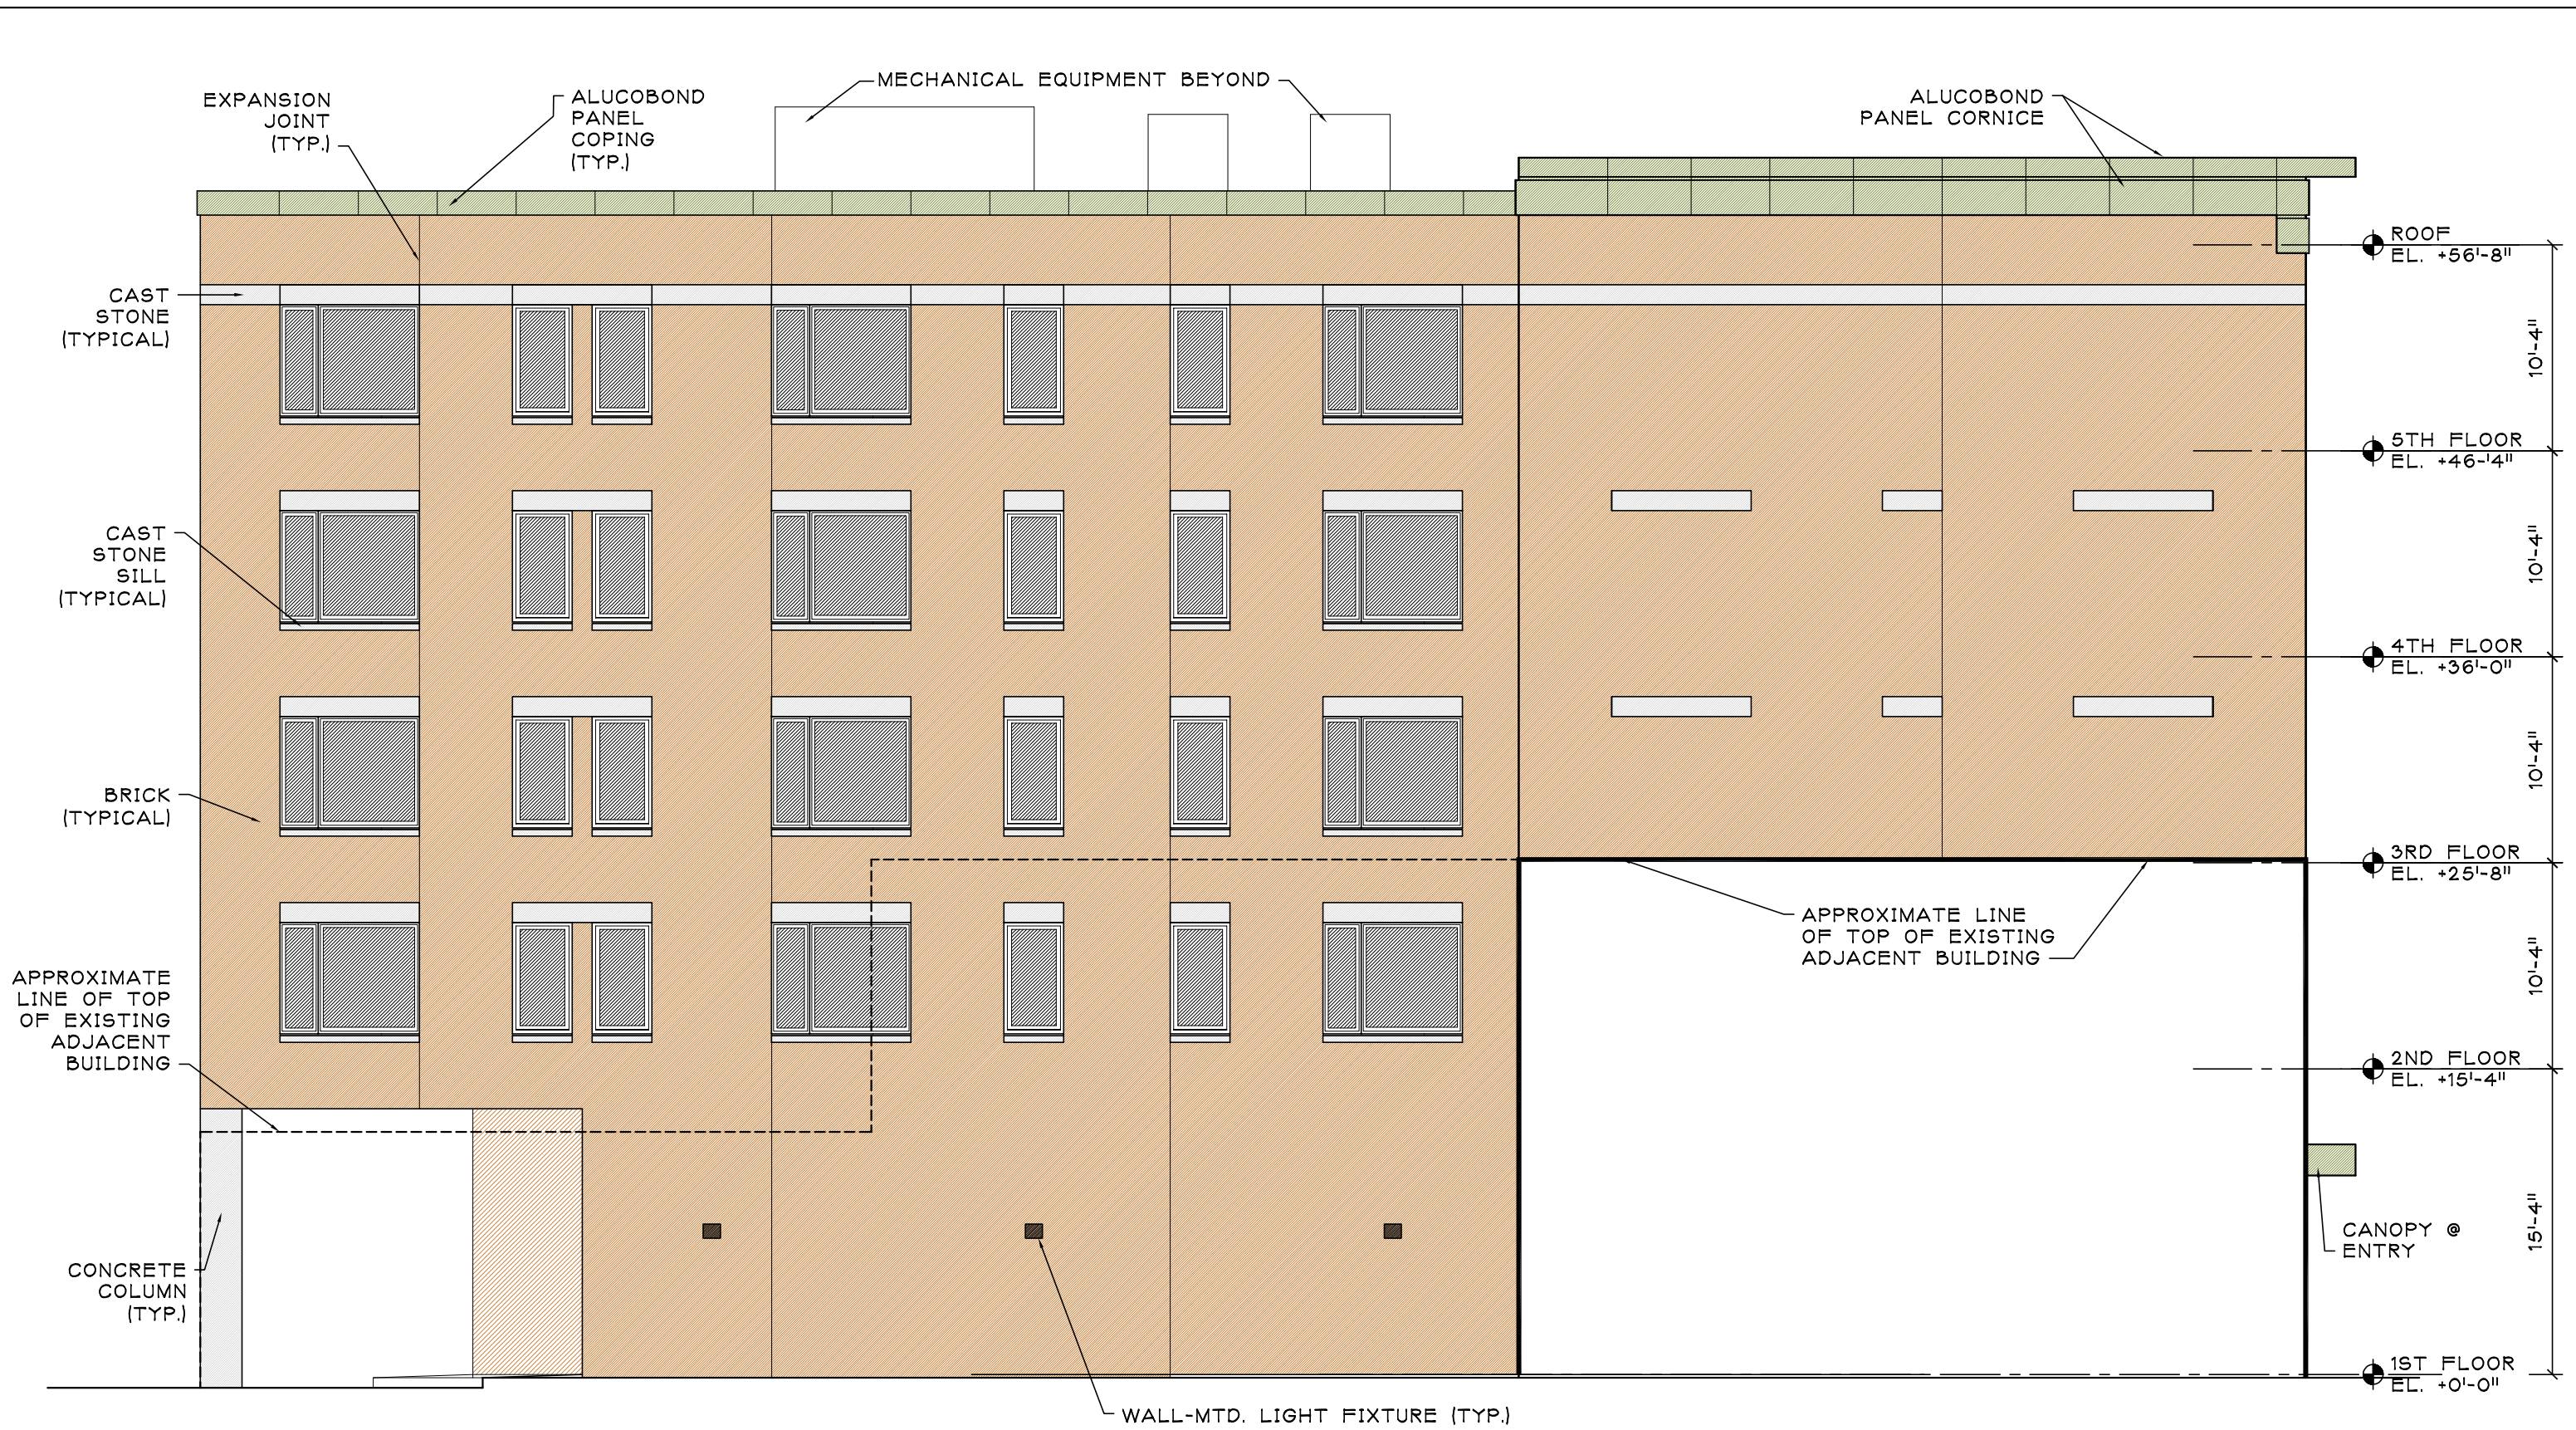 MECHANICAL EQUIPMENT BEYOND
EXPANSION
JOINT
(TYP.)
ALUCOBOND
PANEL
COPING
(TYP.)
ALUCOBOND
PANEL CORNICE
ROOF
EL. +56'-8"
CAST
STONE
(TYPICAL)
10'-4"
5TH FLOOR
EL. +46-'4"
CAST
STONE
SILL
(TYPICAL)
10'-4"
4TH FLOOR
EL. +36'-0"
BRICK
(TYPICAL)
10'-4"
3RD FLOOR
EL. +25'-8"
APPROXIMATE LINE
OF TOP OF EXISTING
ADJACENT BUILDING
APPROXIMATE
LINE OF TOP
OF EXISTING
ADJACENT
BUILDING
10'-4"
2ND FLOOR
EL. +15'-4"
CONCRETE
COLUMN
(TYP.)
15'-4"
CANOPY @
ENTRY
1ST FLOOR
EL. +0'-0"
WALL-MTD. LIGHT FIXTURE (TYP.)